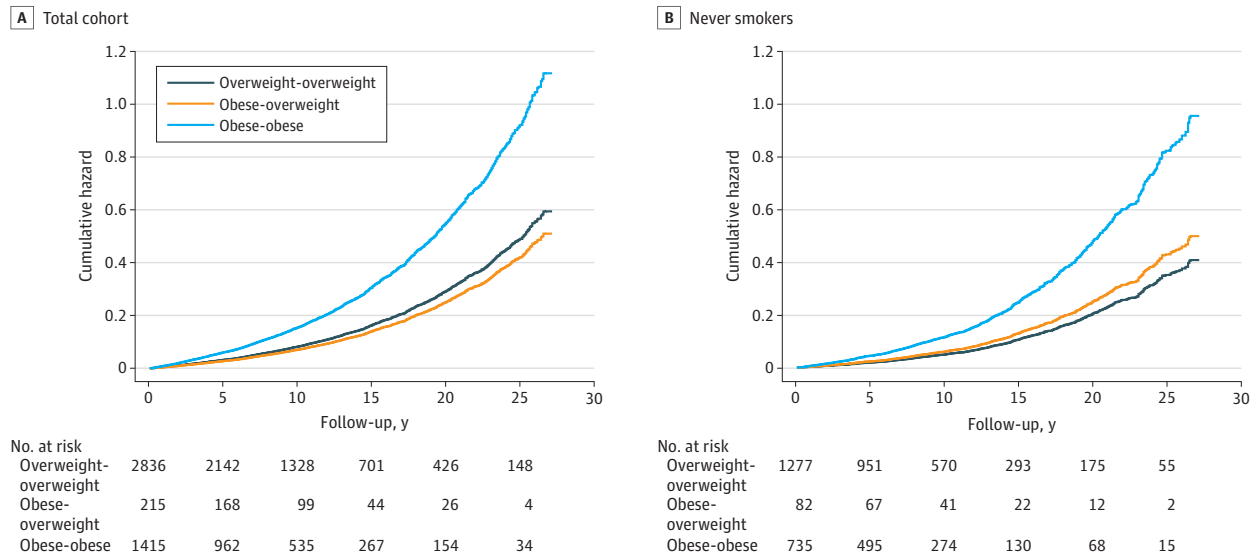 A Total cohort
1.2
1.0
0.8
0.6
0.4
0.2
0
Cumulative hazard
Overweight-overweight
Obese-overweight
Obese-obese
0 5 10 15 20 25 30
Follow-up, y
No. at risk
Overweight-
overweight 2836 2142 1328 701 426 148
Obese-
overweight 215 168 99 44 26 4
Obese-obese 1415 962 535 267 154 34
B Never smokers
1.2
1.0
0.8
0.6
0.4
0.2
0
Cumulative hazard
0 5 10 15 20 25 30
Follow-up, y
No. at risk
Overweight-
overweight 1277 951 570 293 175 55
Obese-
overweight 82 67 41 22 12 2
Obese-obese 735 495 274 130 68 15